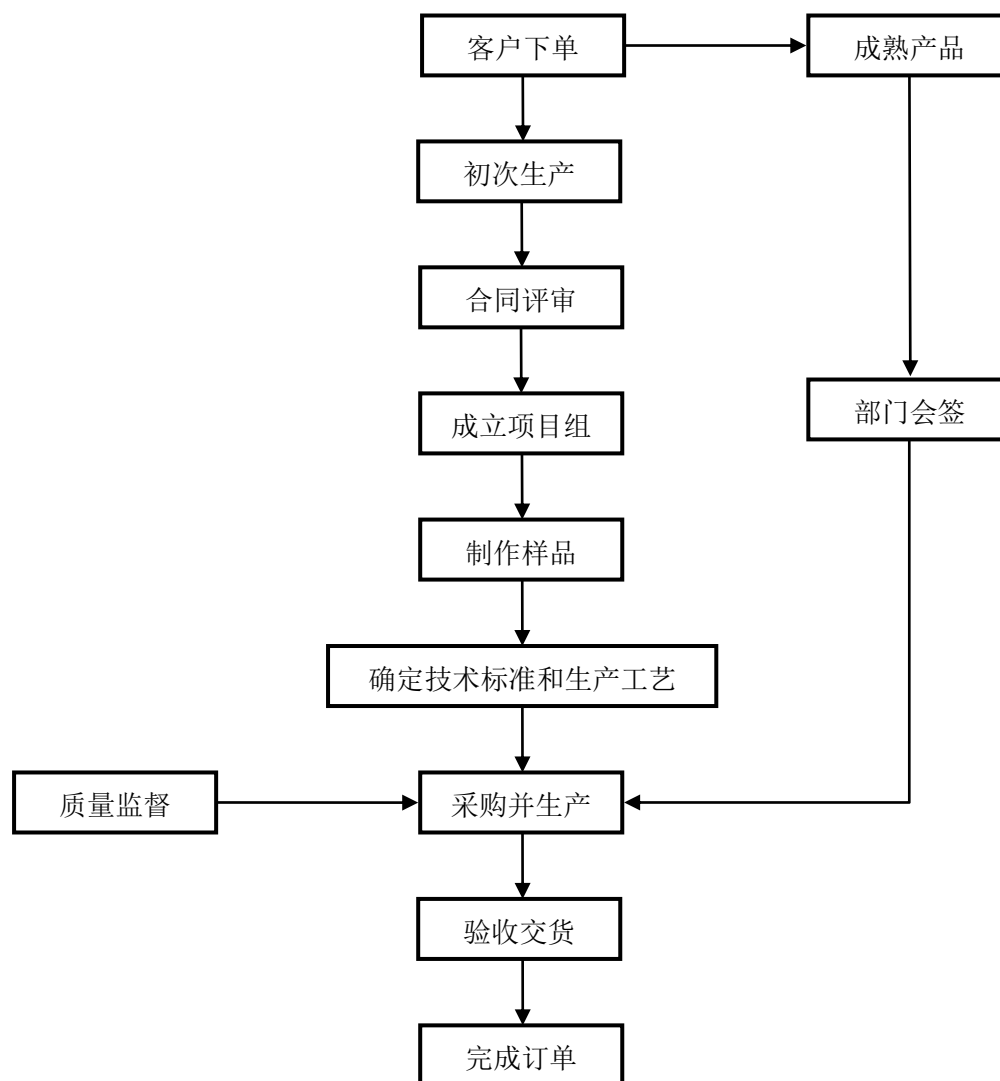 客户下单
成熟产品
初次生产
合同评审
成立项目组
部门会签
制作样品
确定技术标准和生产工艺
质量监督
采购并生产
验收交货
完成订单